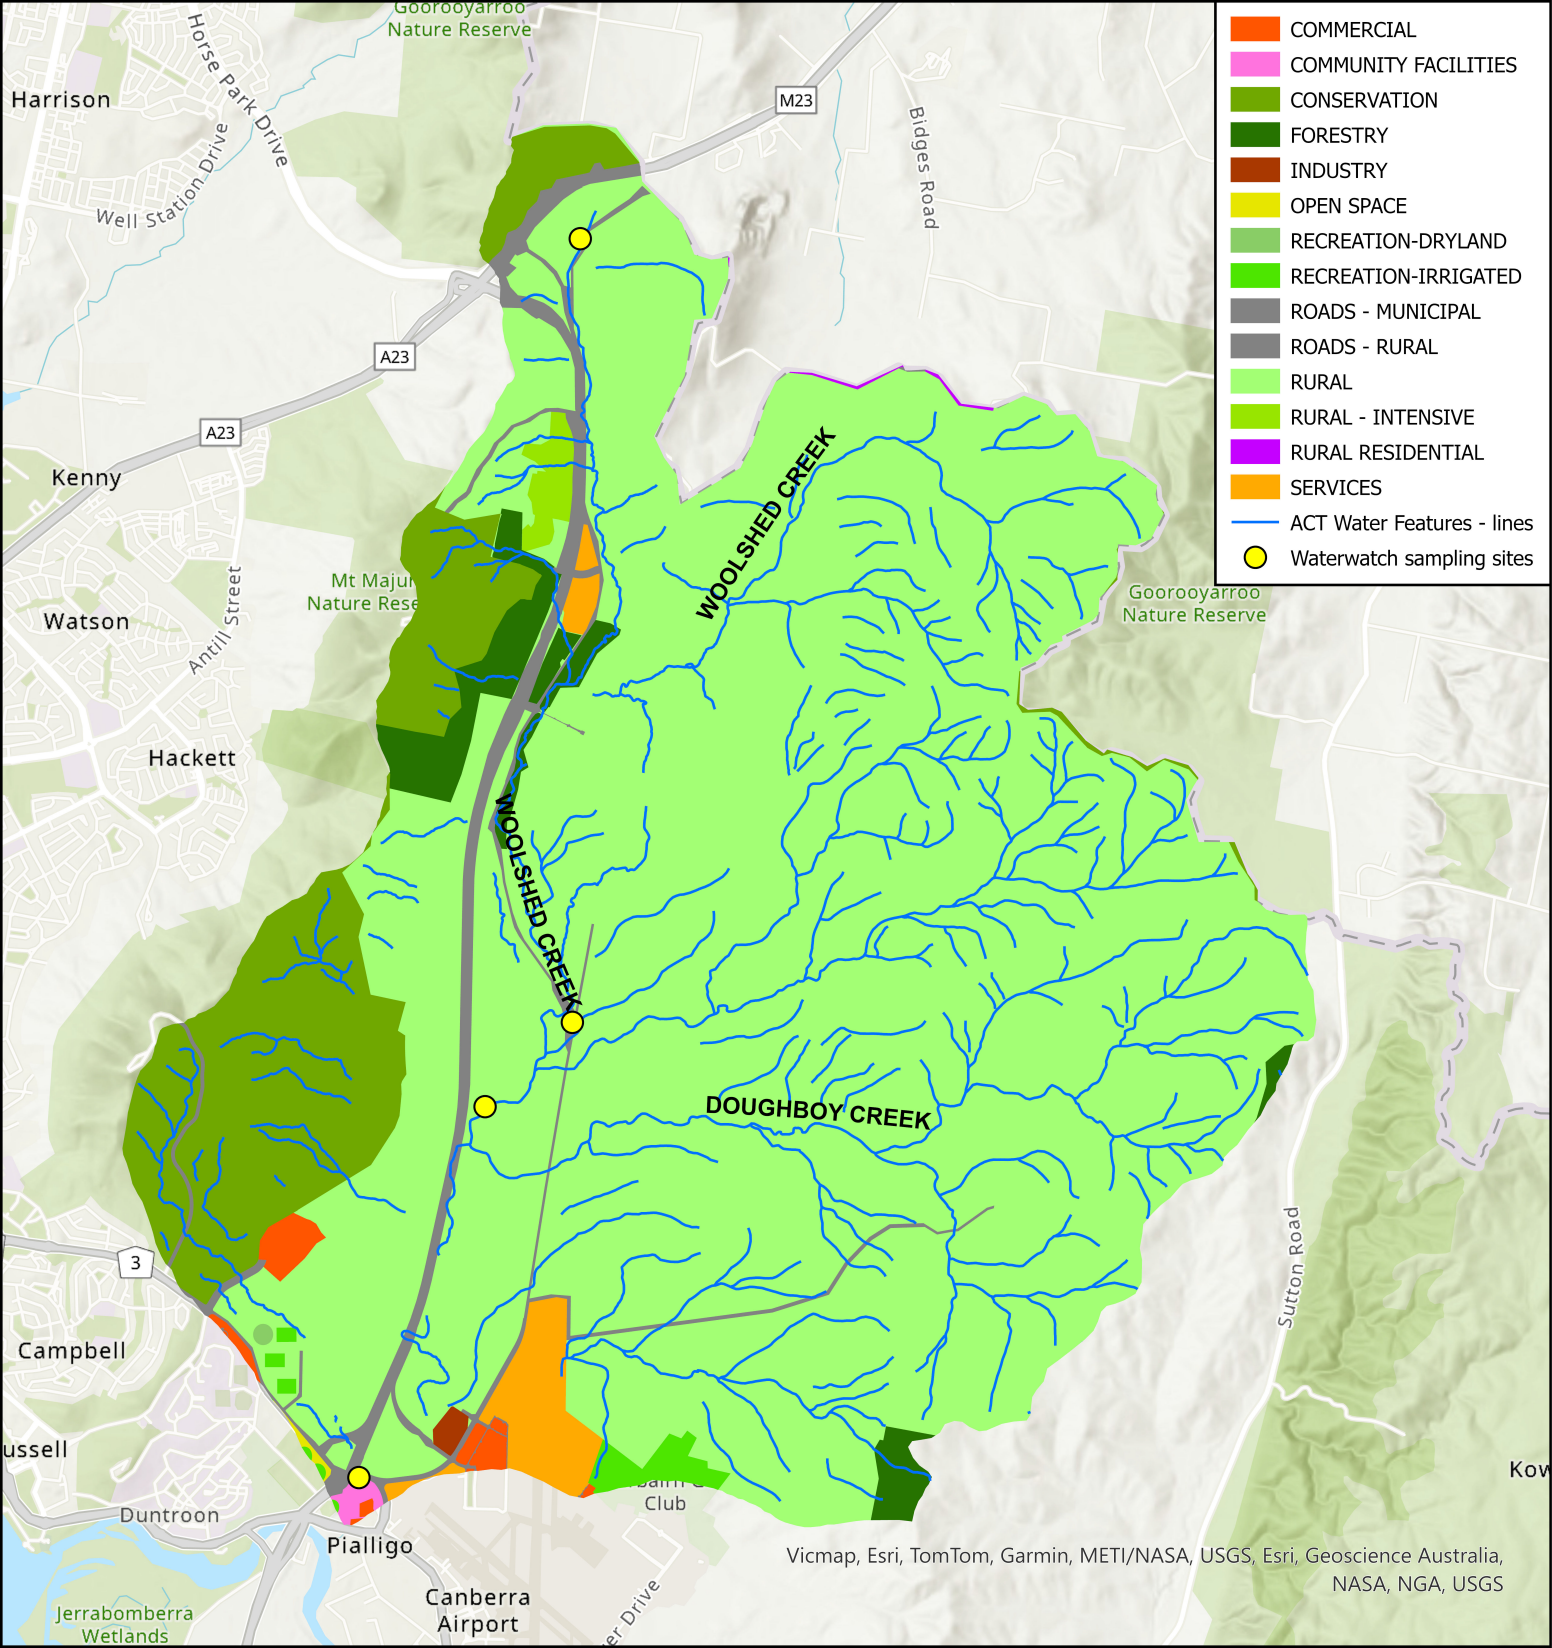 Goorooyarroo
Nature Reserve
Horse Park Drive
Harrison
Well Station Drive
M23
Bidges Road
A23
A23
Kenny
Mt Majur
Nature Rese
Antill Street
Watson
Hackett
WOOLSHED CREEK
Goorooyarroo
Nature Reserve
WOOLSHED CREEK
DOUGHBOY CREEK
3
Campbell
ussell
Sutton Road
Duntroon
Pialligo
Club
Kow
Canberra
Airport
Jerrabomberra
Wetlands
er Drive
COMMERCIAL
COMMUNITY FACILITIES
CONSERVATION
FORESTRY
INDUSTRY
OPEN SPACE
RECREATION-DRYLAND
RECREATION-IRRIGATED
ROADS - MUNICIPAL
ROADS - RURAL
RURAL
RURAL - INTENSIVE
RURAL RESIDENTIAL
SERVICES
ACT Water Features - lines
Waterwatch sampling sites
Vicmap, Esri, TomTom, Garmin, METI/NASA, USGS, Esri, Geoscience Australia,
NASA, NGA, USGS